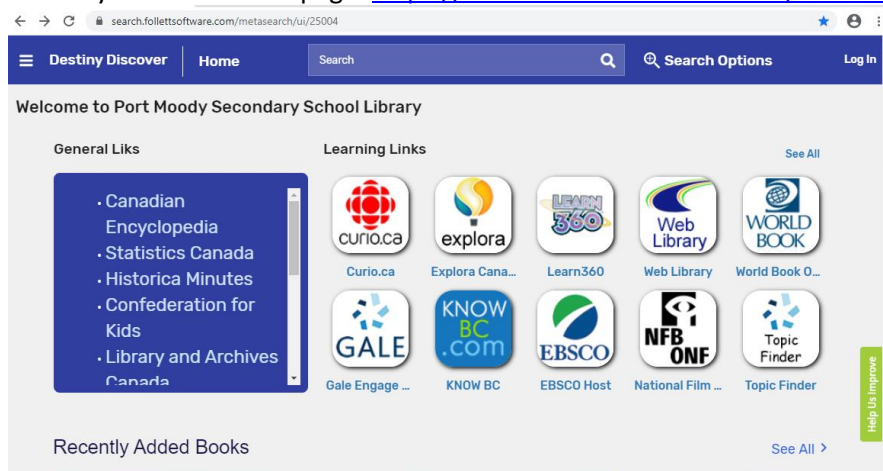 page
search.follettsoftware.com/metasearch/ui/25004
Destiny Discover
Home
Search
Search Options
Log In
Welcome to Port Moody Secondary School Library
General Liks
Learning Links
See All
• Canadian
Encyclopedia
• Statistics Canada
• Historica Minutes
• Confederation for
Kids
• Library and Archives
Canada
curio.ca
explora
LEARN
360
Web
Library
WORLD
BOOK
Curio.ca
Explora Cana...
Learn360
Web Library
World Book O...
GALE
KNOW
BC
.com
EBSCO
NFB
ONF
Topic
Finder
Gale Engage ...
KNOW BC
EBSCO Host
National Film ...
Topic Finder
Help Us Improve
Recently Added Books
See All >